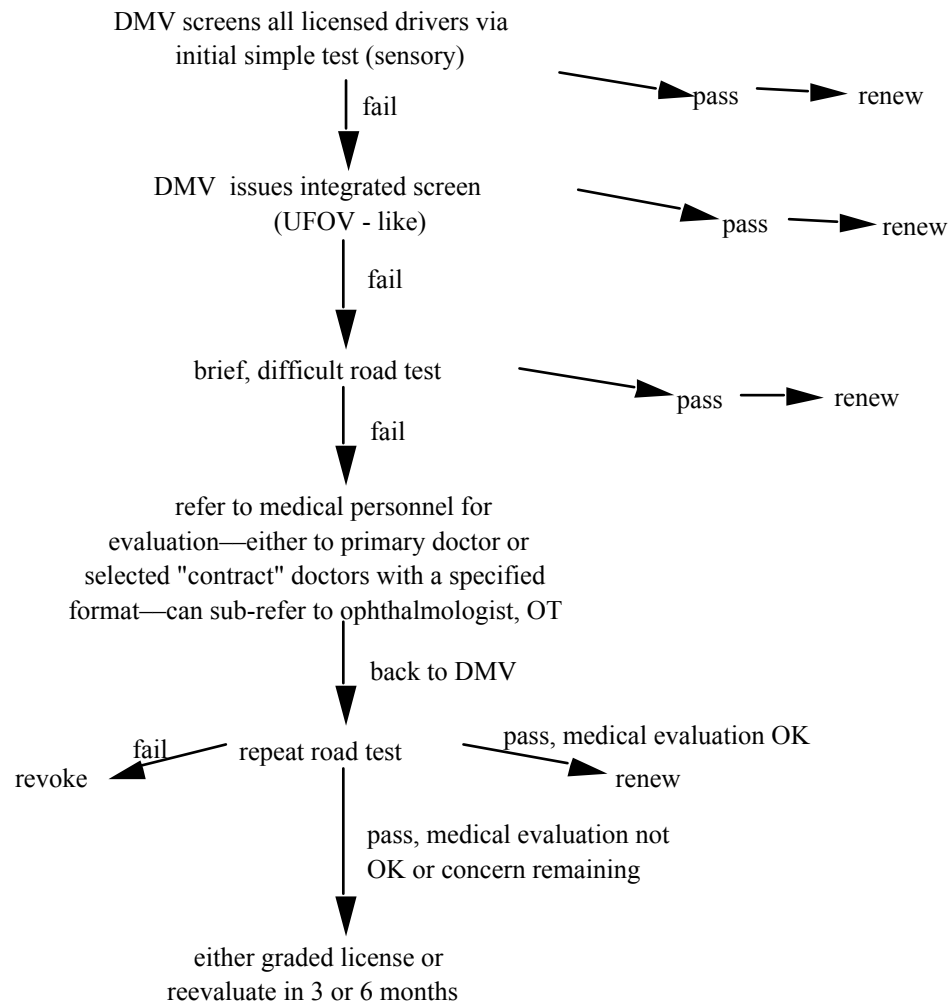 DMV screens all licensed drivers via
initial simple test (sensory)
pass
renew
fail
DMV issues integrated screen
(UFOV - like)
pass
renew
fail
brief, difficult road test
pass
renew
fail
refer to medical personnel for
evaluation—either to primary doctor or
selected "contract" doctors with a specified
format—can sub-refer to ophthalmologist, OT
back to DMV
fail
repeat road test
pass, medical evaluation OK
revoke
renew
pass, medical evaluation not
OK or concern remaining
either graded license or
reevaluate in 3 or 6 months